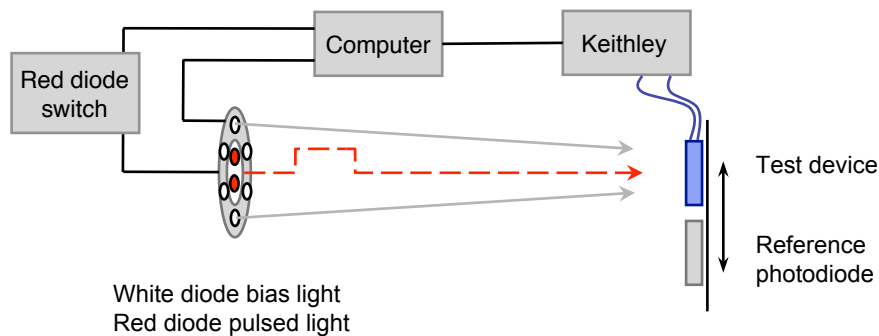 Computer
Keithley
Red diode
switch
Test device
Reference
photodiode
White diode bias light
Red diode pulsed light